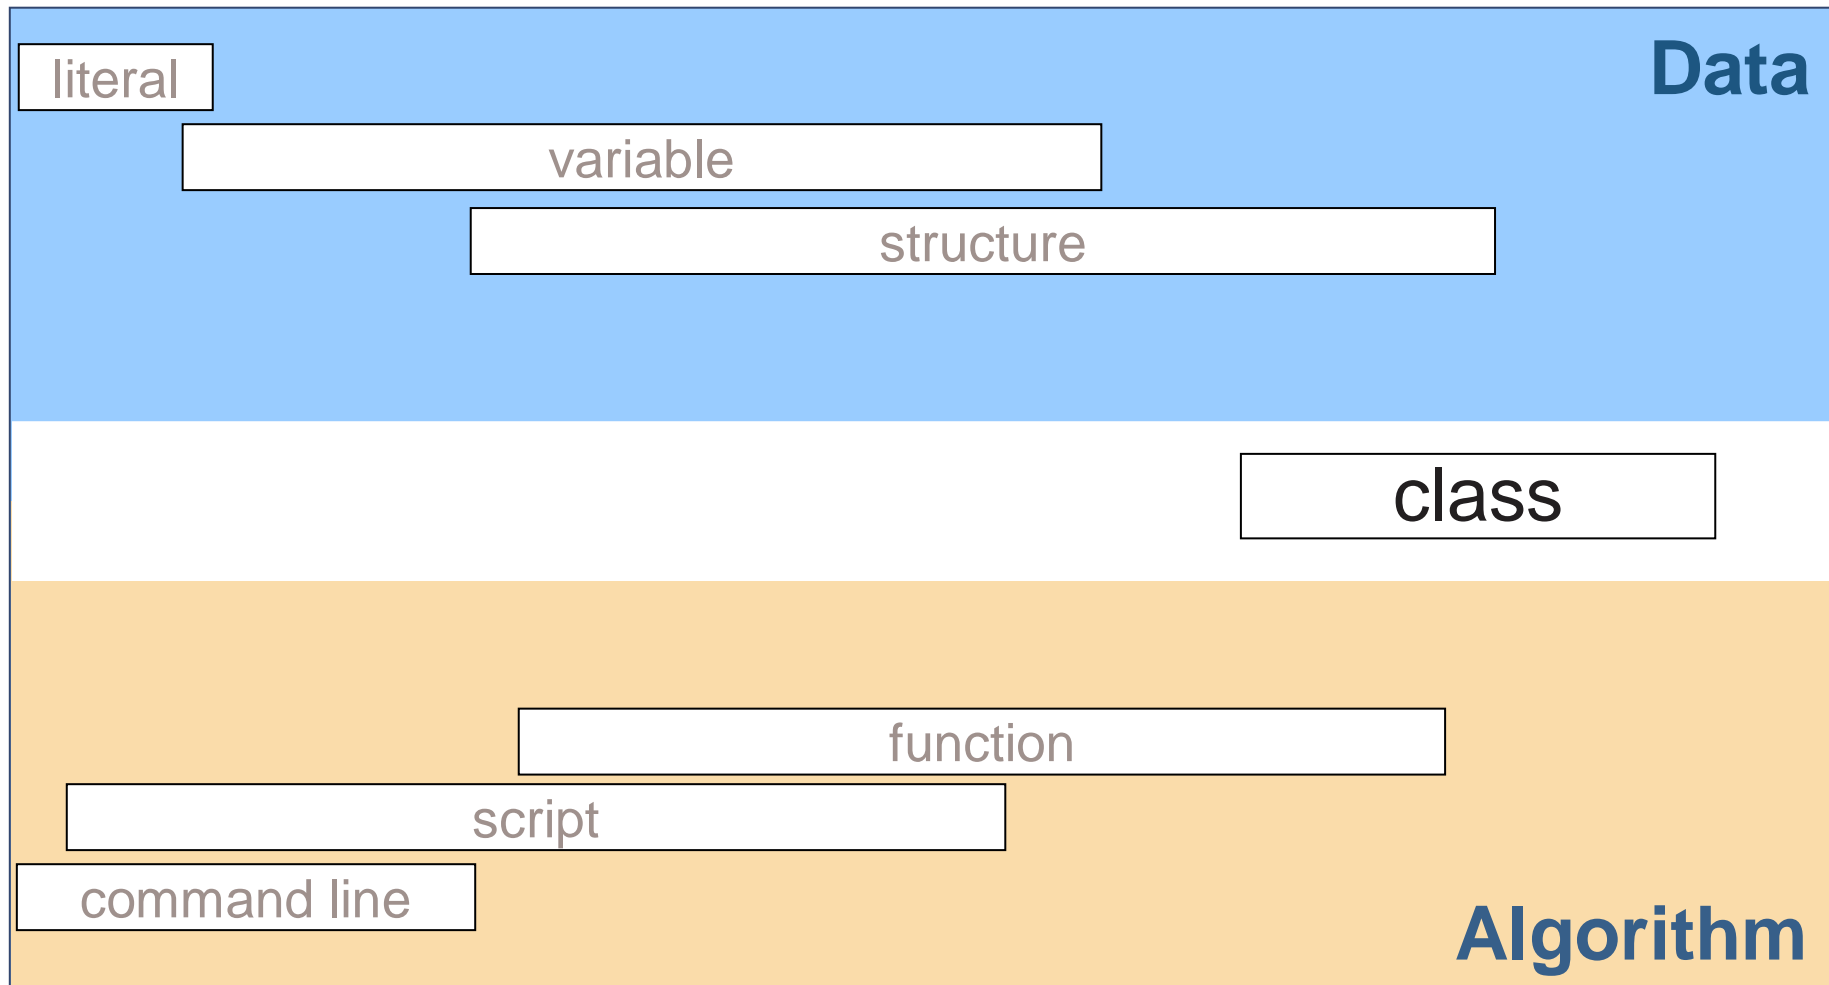 Data
literal
variable
structure
class
function
script
command line
Algorithm